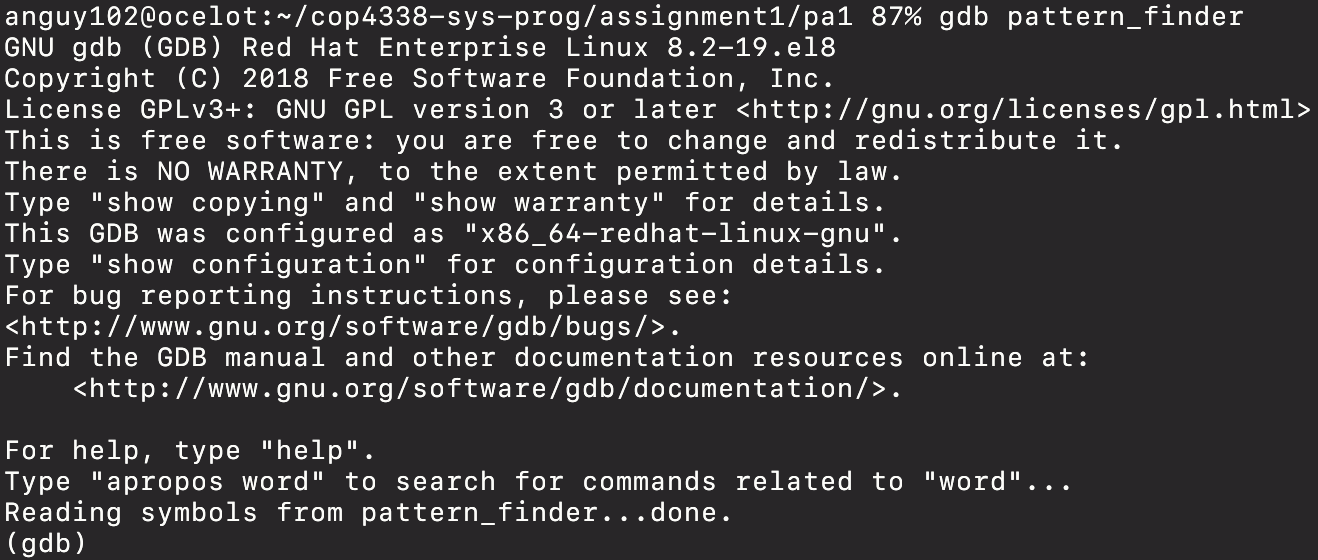 anguy102@ocelot:~/cop4338-sys-prog/assignment1/pa1 87% gdb pattern_finder
GNU gdb (GDB) Red Hat Enterprise Linux 8.2-19.el8
Copyright (C) 2018 Free Software Foundation, Inc.
License GPLv3+: GNU GPL version 3 or later <http://gnu.org/licenses/gpl.html>
This is free software: you are free to change and redistribute it.
There is NO WARRANTY, to the extent permitted by law.
Type "show copying" and "show warranty" for details.
This GDB was configured as "x86_64-redhat-linux-gnu".
Type "show configuration" for configuration details.
For bug reporting instructions, please see:
<http://www.gnu.org/software/gdb/bugs/>.
Find the GDB manual and other documentation resources online at:
    <http://www.gnu.org/software/gdb/documentation/>.

For help, type "help".
Type "apropos word" to search for commands related to "word"...
Reading symbols from pattern_finder...done.
(gdb)